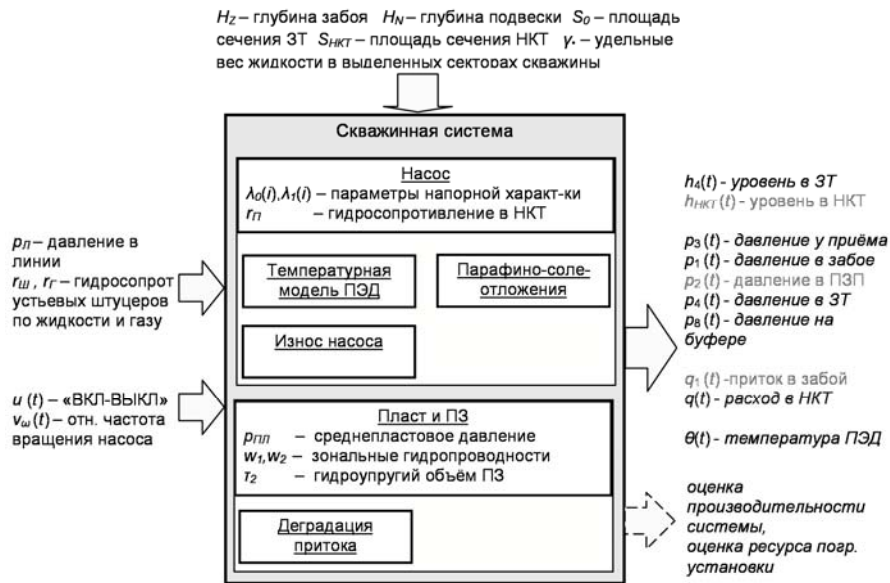 H_Z – глубина забоя H_N – глубина подвески S_0 – площадь
сечения ЗТ S_НКТ – площадь сечения НКТ γ. – удельные
вес жидкости в выделенных секторах скважины
Скважинная система
Насос
λ_0(i),λ_1(i) – параметры напорной характ-ки
r_П – гидросопротивление в НКТ
Температурная
модель ПЭД
Парафино-соле-
отложения
Износ насоса
Пласт и ПЗ
p_ПЛ – среднепластовое давление
w_1,w_2 – зональные гидропроводности
τ_2 – гидроупругий объём ПЗ
Деградация
притока
p_Л – давление в
линии
r_Ш , r_Г – гидросопрот
устьевых штуцеров
по жидкости и газу
u (t) – «ВКЛ-ВЫКЛ»
v_ω (t) – отн. частота
вращения насоса
h_4(t) - уровень в ЗТ
h_НКТ (t) - уровень в НКТ
p_3 (t) - давление у приёма
p_1 (t) - давление в забое
p_2 (t) - давление в ПЗП
p_4 (t) - давление в ЗТ
p_8 (t) - давление на
буфере
q_1 (t) -приток в забой
q(t) - расход в НКТ
θ(t) - температура ПЭД
оценка
производительности
системы,
оценка ресурса погр.
установки